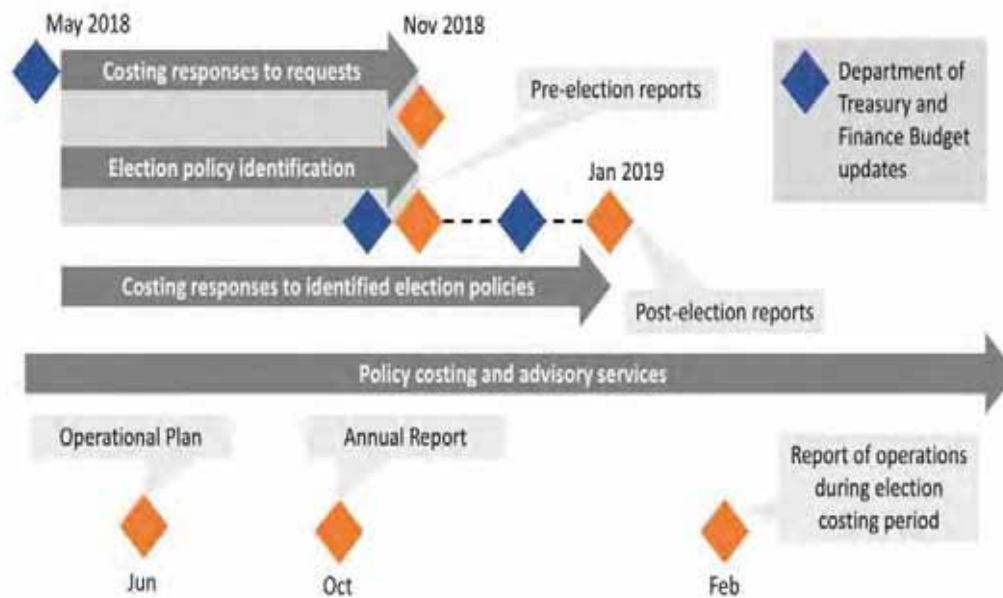 May 2018
Nov 2018
Costing responses to requests
Department of
Treasury and
Finance Budget
updates
Pre-election reports
Election policy identification
Jan 2019
Costing responses to identified election policies
Post-election reports
Policy costing and advisory services
Operational Plan
Annual Report
Report of operations
during election
costing period
Jun
Oct
Feb